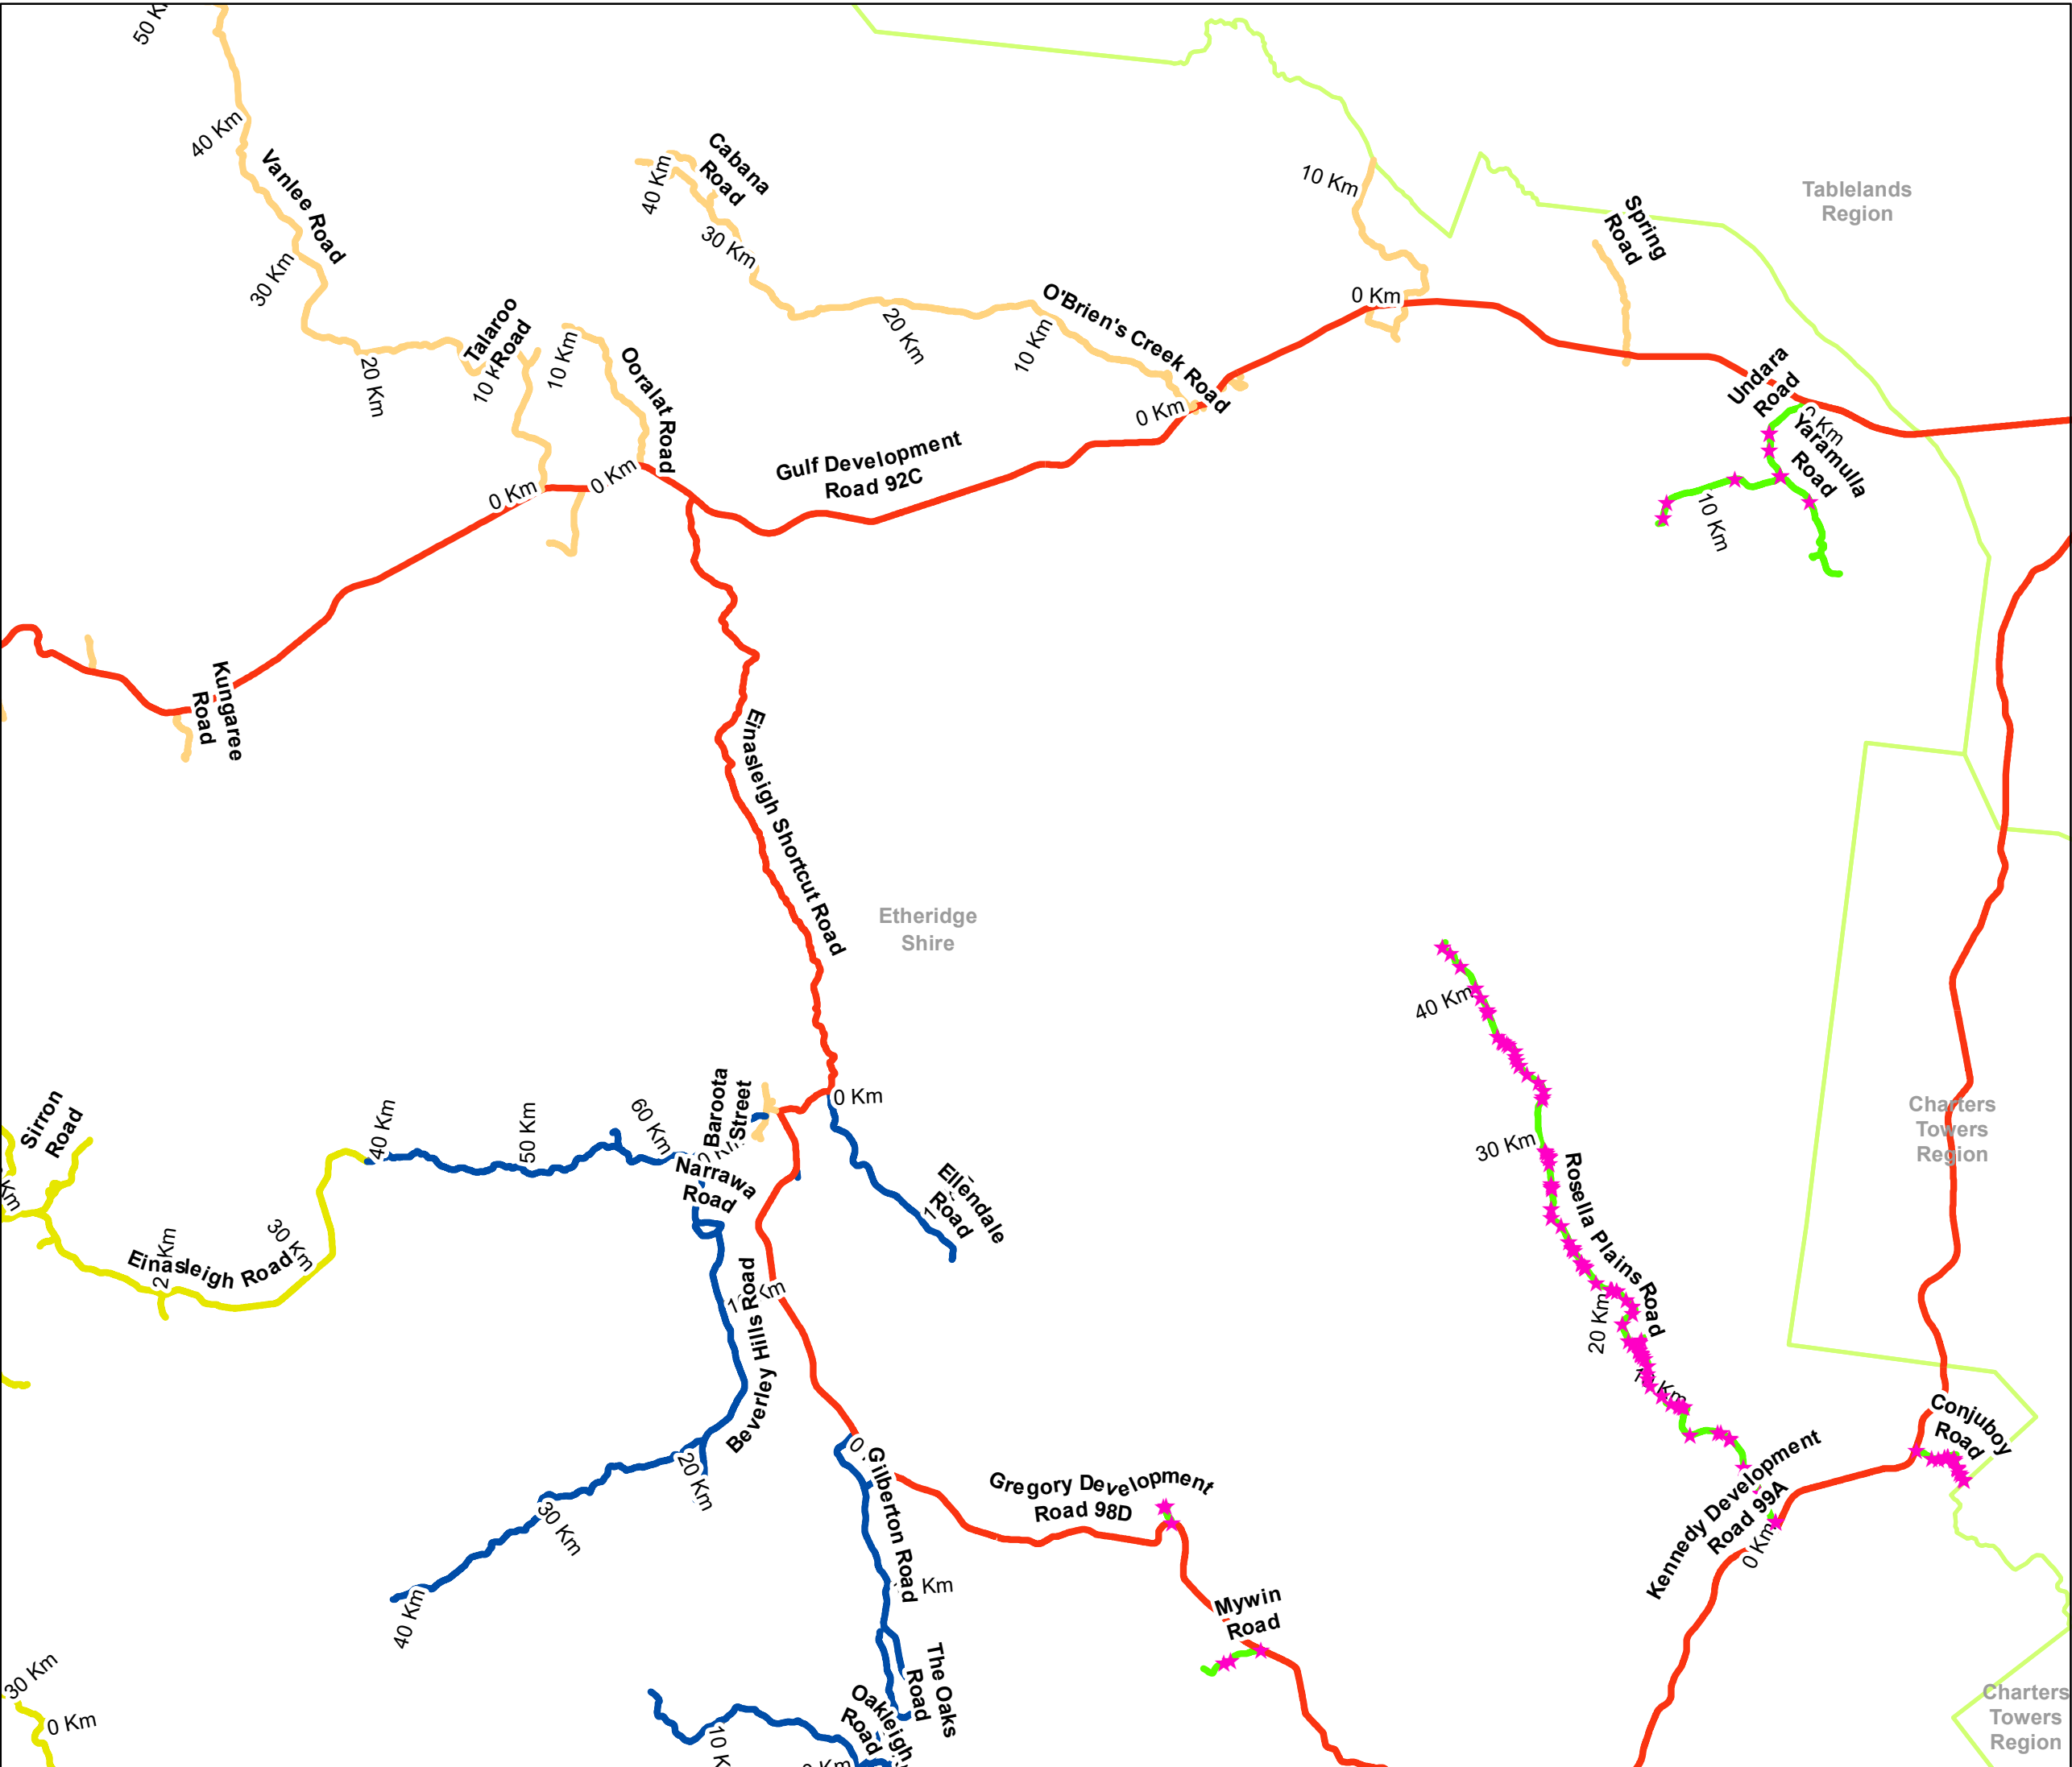 40 Km
Vanlee Road
30 Km
20 Km
Talaroo
Road
10 Km
Ooralat Road
0 Km
0 Km
Cabana
Road
40 Km
30 Km
20 Km
10 Km
O'Brien's Creek Road
0 Km
Gulf Development
Road 92C
10 Km
0 Km
Spring
Road
Tablelands
Region
Undara
Road
Yaramulla
Road
10 Km
Kungaree
Road
Einasleigh Shortcut Road
Etheridge
Shire
40 Km
30 Km
Rosella Plains Road
20 Km
Charters
Towers
Region
Sirron
Road
40 Km
50 Km
60 Km
Baroota
Street
0 Km
Narrawa
Road
Ellendale
Road
Einasleigh Road
30 Km
Beverley Hills Road
20 Km
30 Km
40 Km
Gilberton Road
Gregory Development
Road 98D
Km
Mywin
Road
Conjuboy
Road
Kennedy Development
Road 99A
0 Km
The Oaks
Road
Oakleigh
Road
30 Km
0 Km
Charters
Towers
Region